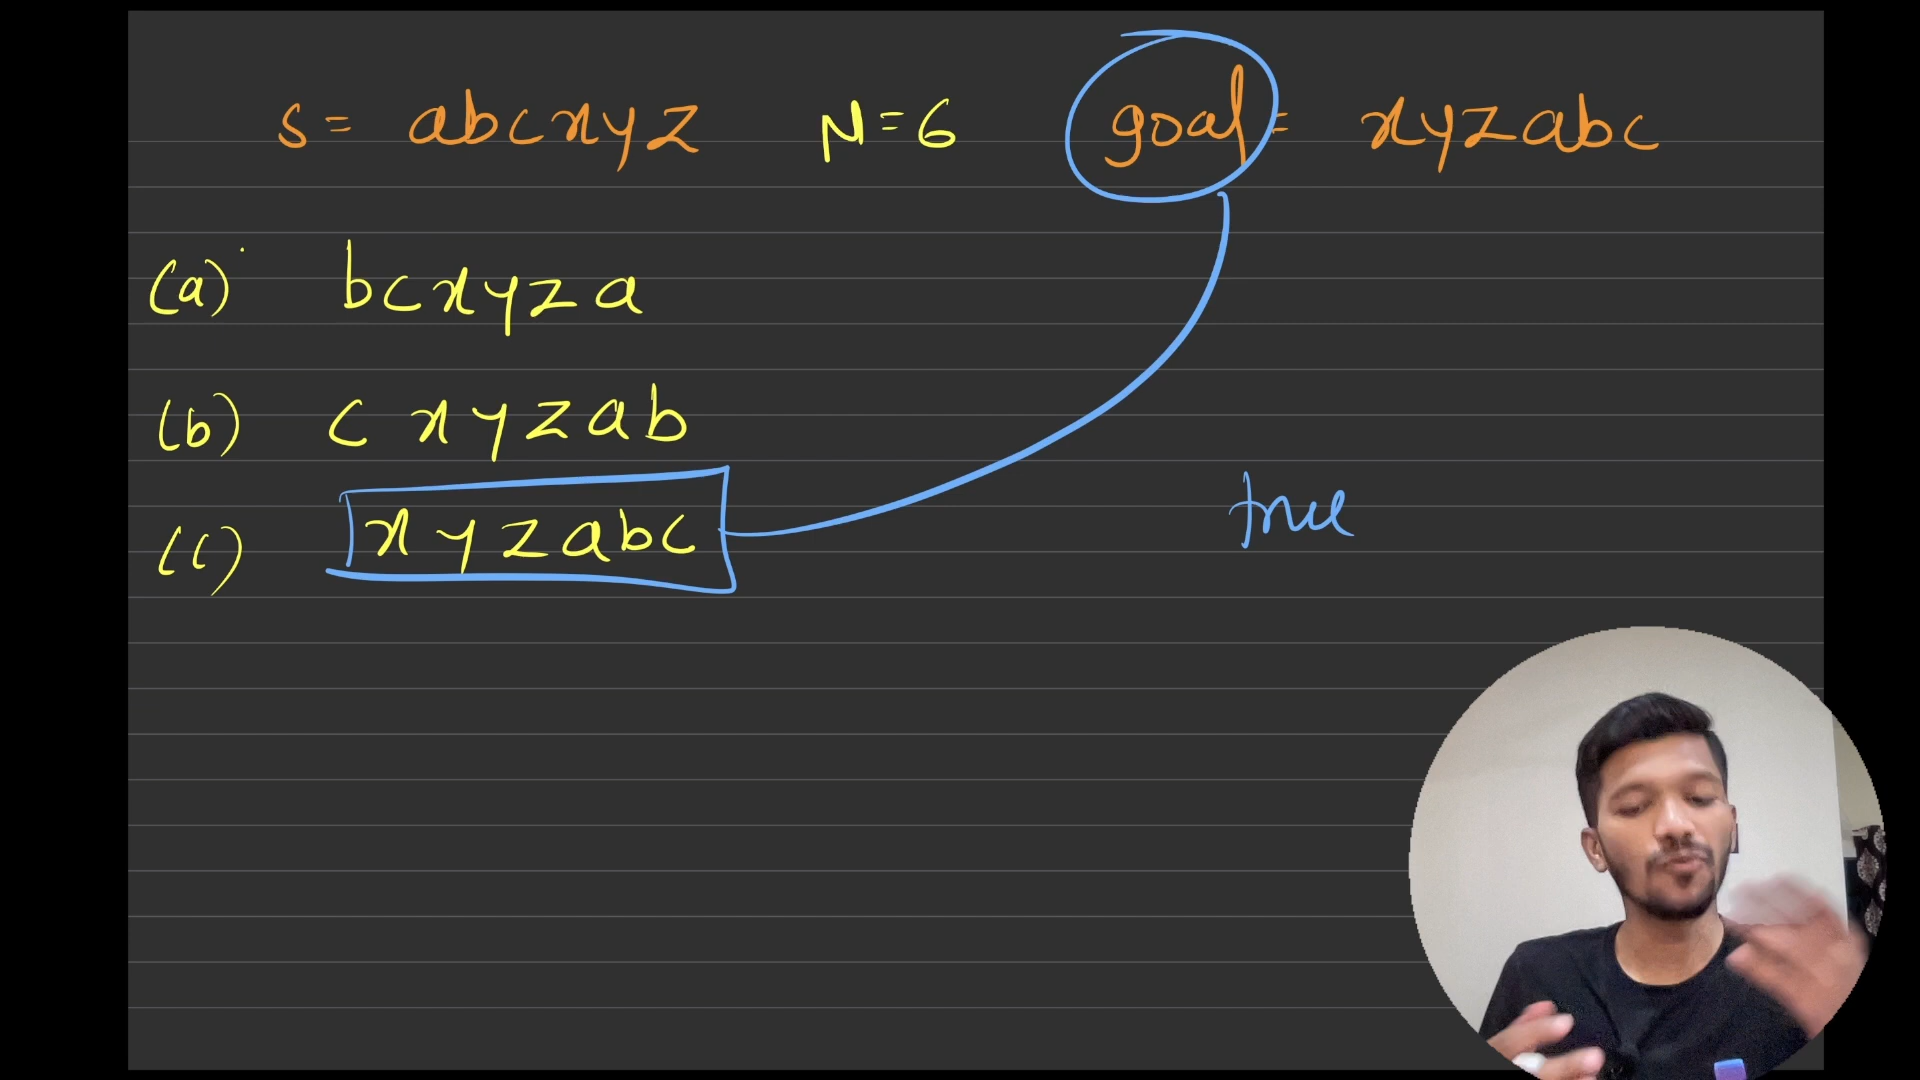 s = abcxyz N=6 goal = xyzabc
(a) bcxyza
(b) cxyzab
(c) xyzabc
true